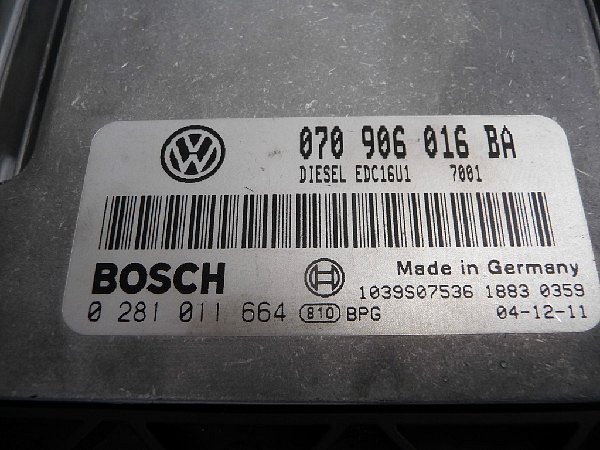 070 906 016 BA
DIESEL EDC16U1 7001
BOSCH
Made in Germany
1039S07536 1883 0359
0 281 011 664 810 BPG 04-12-11